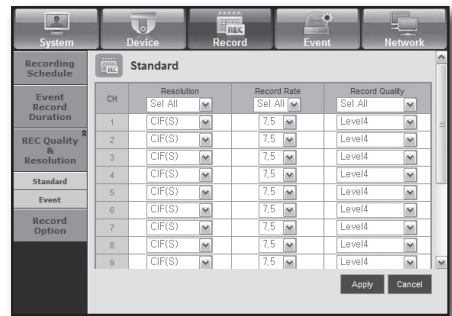 System Device Record Event Network
REC
Recording
Schedule
Event
Record
Duration
REC Quality
&
Resolution
Standard
Event
Record
Option
REC Standard
CH Resolution Record Rate Record Quality
Sel All Sel All Sel All
1 CIF(S) 7,5 Level4
2 CIF(S) 7,5 Level4
3 CIF(S) 7,5 Level4
4 CIF(S) 7,5 Level4
5 CIF(S) 7,5 Level4
6 CIF(S) 7,5 Level4
7 CIF(S) 7,5 Level4
8 CIF(S) 7,5 Level4
9 CIF(S) 7,5 Level4
Apply Cancel